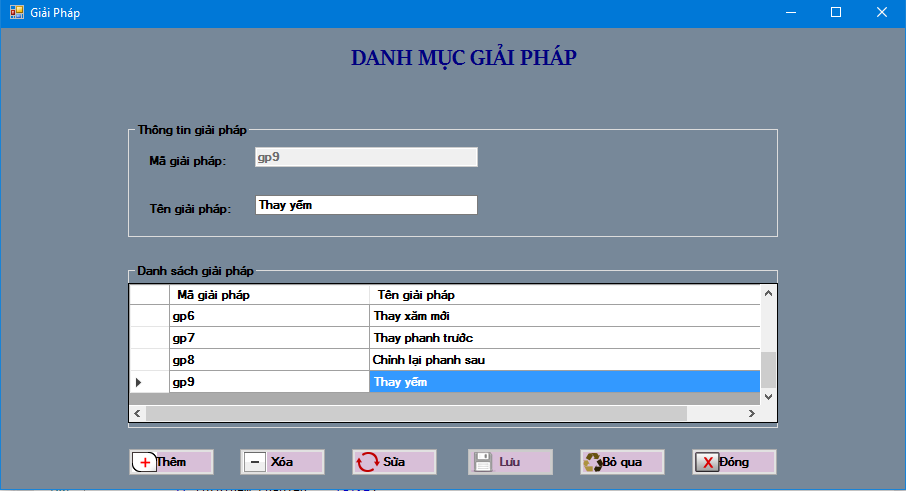 Giải Pháp
DANH MỤC GIẢI PHÁP
Thông tin giải pháp
Mã giải pháp: gp9
Tên giải pháp: Thay yếm
Danh sách giải pháp
Mã giải pháp Tên giải pháp
gp6 Thay xăm mới
gp7 Thay phanh trước
gp8 Chỉnh lại phanh sau
gp9 Thay yếm
Thêm Xóa Sửa Lưu Bỏ qua Đóng